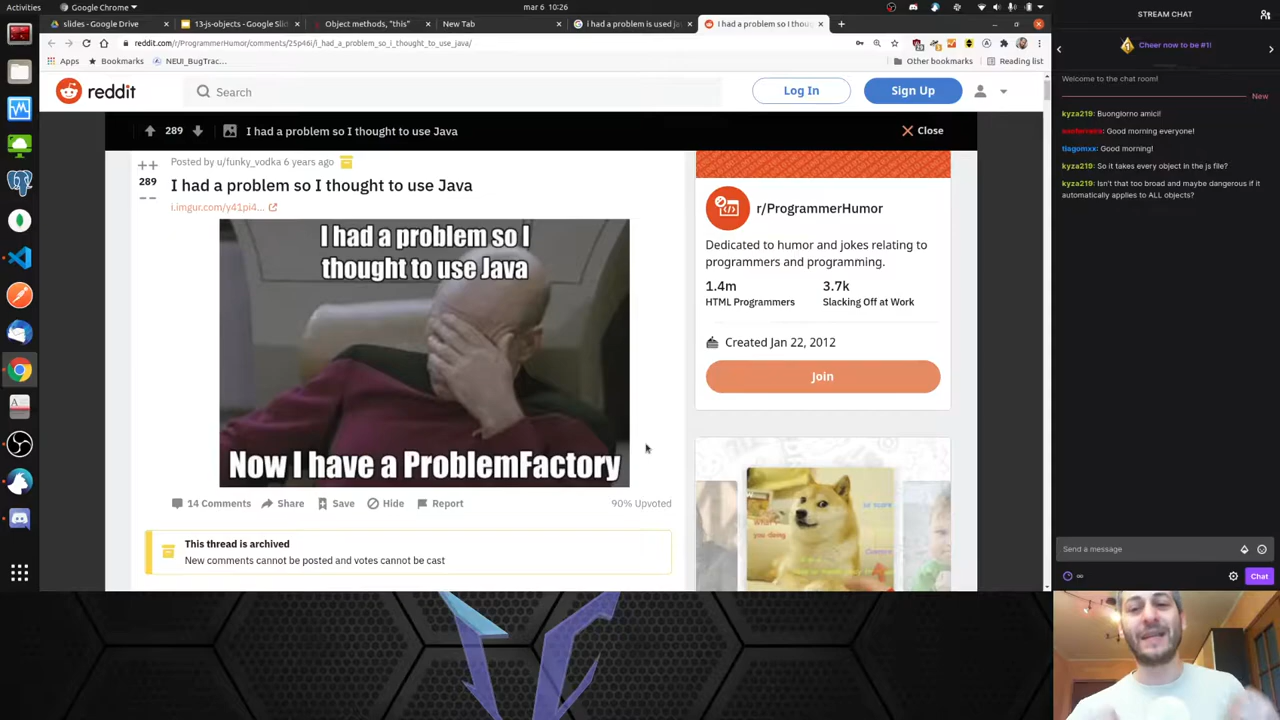 Activities
Google Chrome
mar 6 10:26
STREAM CHAT
slides - Google Drive
13-js-objects - Google Slid
Object methods, "this"
New Tab
i had a problem is used ja
I had a problem so I thou
reddit.com/r/ProgrammerHumor/comments/25p46i/i_had_a_problem_so_i_thought_to_use_java/
Cheer now to be #1!
Apps
Bookmarks
NEUI_BugTrac...
Other bookmarks
Reading list
reddit
Search
Log In
Sign Up
Welcome to the chat room!
New
289
I had a problem so I thought to use Java
Close
kyza219: Buongiorno amici!
Good morning everyone!
tiagomxx: Good morning!
kyza219: So it takes every object in the js file?
kyza219: Isn't that too broad and maybe dangerous if it
automatically applies to ALL objects?
Posted by u/funky_vodka 6 years ago
289
I had a problem so I thought to use Java
i.imgur.com/y41pi4...
I had a problem so I
thought to use Java
Now I have a ProblemFactory
r/ProgrammerHumor
Dedicated to humor and jokes relating to
programmers and programming.
1.4m
3.7k
HTML Programmers
Slacking Off at Work
Created Jan 22, 2012
Join
14 Comments
Share
Save
Hide
Report
90% Upvoted
This thread is archived
New comments cannot be posted and votes cannot be cast
Send a message
Chat